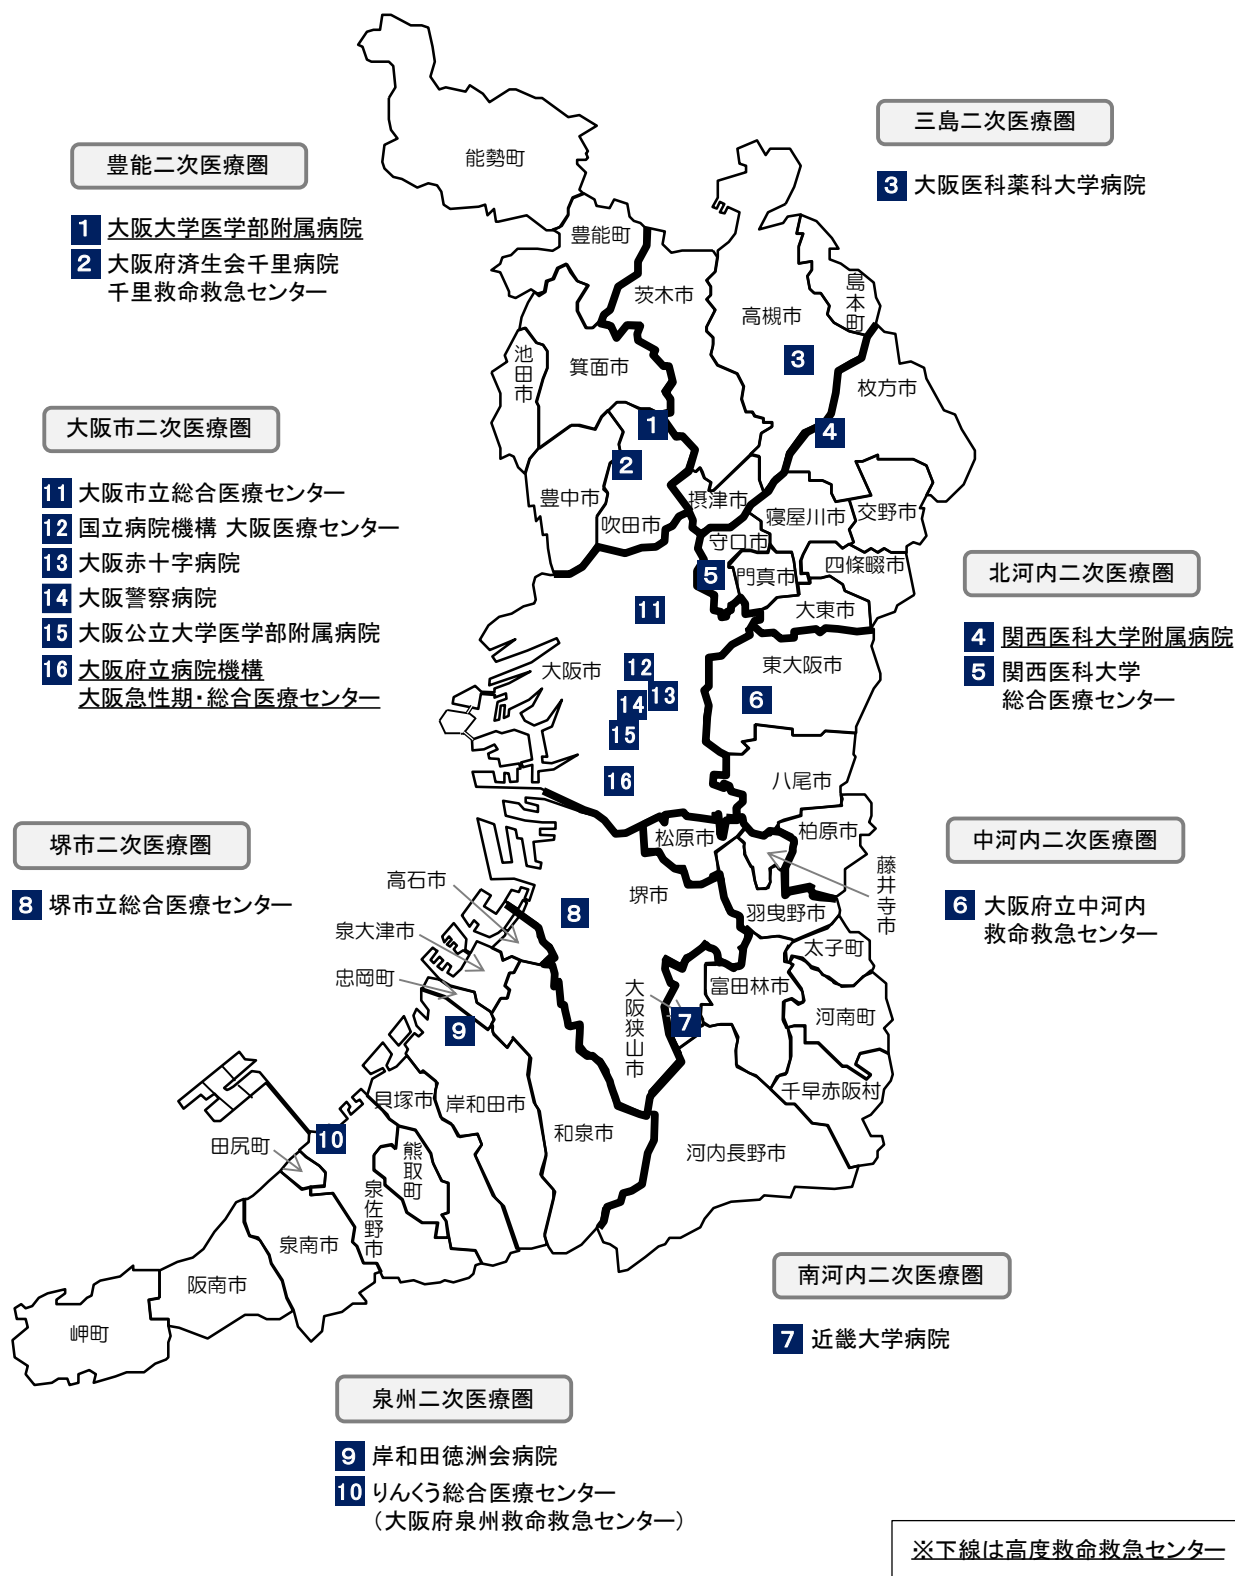 三島二次医療圏
3 大阪医科薬科大学病院
豊能二次医療圏
1 大阪大学医学部附属病院
2 大阪府済生会千里病院
千里救命救急センター
大阪市二次医療圏
11 大阪市立総合医療センター
12 国立病院機構 大阪医療センター
13 大阪赤十字病院
14 大阪警察病院
15 大阪公立大学医学部附属病院
16 大阪府立病院機構
大阪急性期・総合医療センター
能勢町
豊能町
茨木市
高槻市
島本町
3
池田市
箕面市
枚方市
1
4
2
豊中市
吹田市
摂津市
寝屋川市
交野市
守口市
5
門真市
四條畷市
大東市
11
大阪市
12
13
14
15
16
東大阪市
6
八尾市
松原市
柏原市
藤井寺市
堺市
8
羽曳野市
太子町
高石市
泉大津市
忠岡町
9
大阪狭山市
7
富田林市
河南町
千早赤阪村
貝塚市
岸和田市
和泉市
河内長野市
10
田尻町
熊取町
泉佐野市
泉南市
阪南市
岬町
北河内二次医療圏
4 関西医科大学附属病院
5 関西医科大学
総合医療センター
中河内二次医療圏
6 大阪府立中河内
救命救急センター
堺市二次医療圏
8 堺市立総合医療センター
南河内二次医療圏
7 近畿大学病院
泉州二次医療圏
9 岸和田徳洲会病院
10 りんくう総合医療センター
（大阪府泉州救命救急センター）
※下線は高度救命救急センター